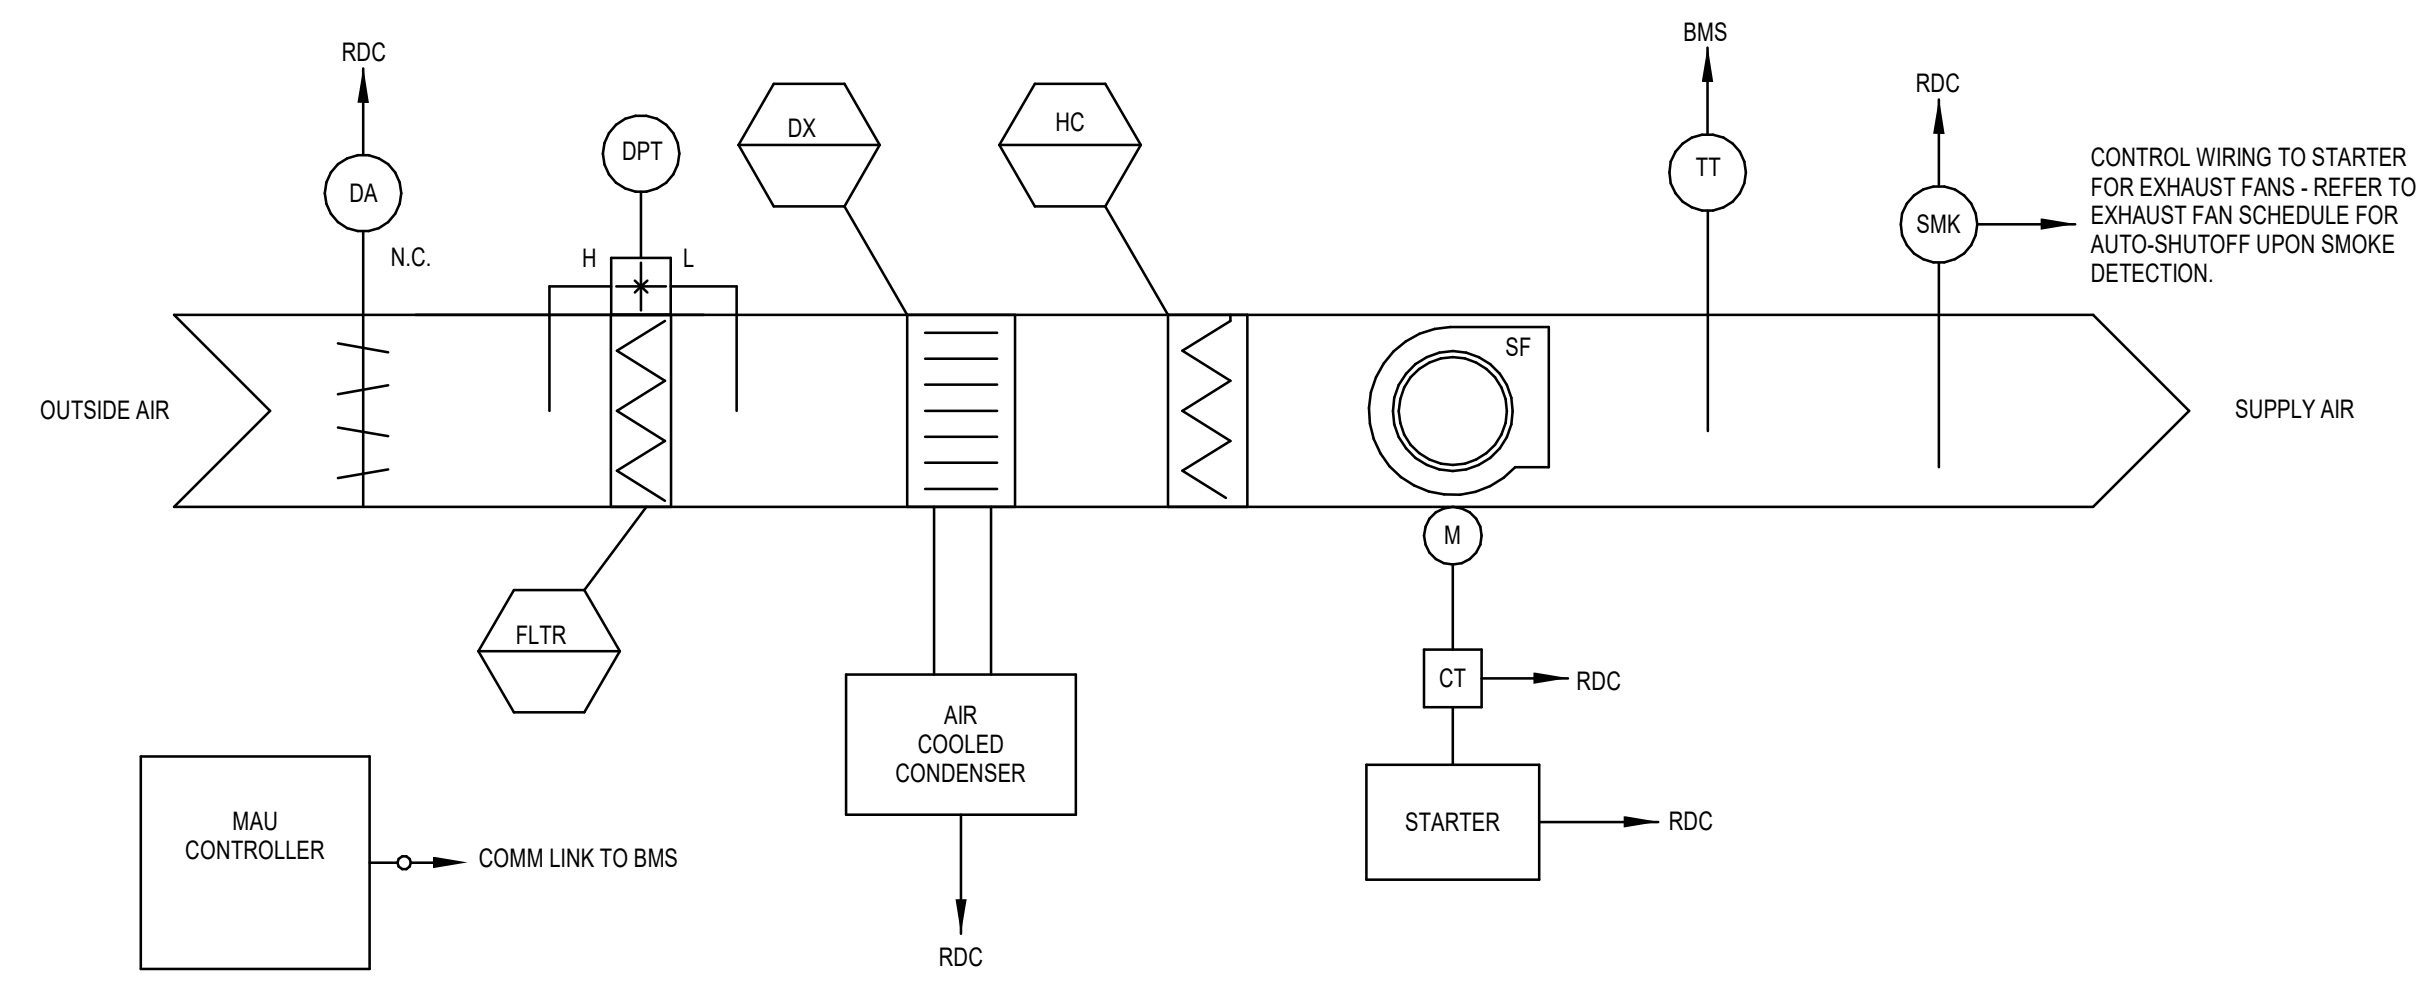 BMS
RDC
RDC
DX
HC
DPT
TT
DA
SMK
CONTROL WIRING TO STARTER
FOR EXHAUST FANS - REFER TO
EXHAUST FAN SCHEDULE FOR
AUTO-SHUTOFF UPON SMOKE
DETECTION.
N.C.
H
L
SF
OUTSIDE AIR
SUPPLY AIR
M
FLTR
CT
RDC
AIR
COOLED
CONDENSER
MAU
CONTROLLER
STARTER
RDC
COMM LINK TO BMS
RDC